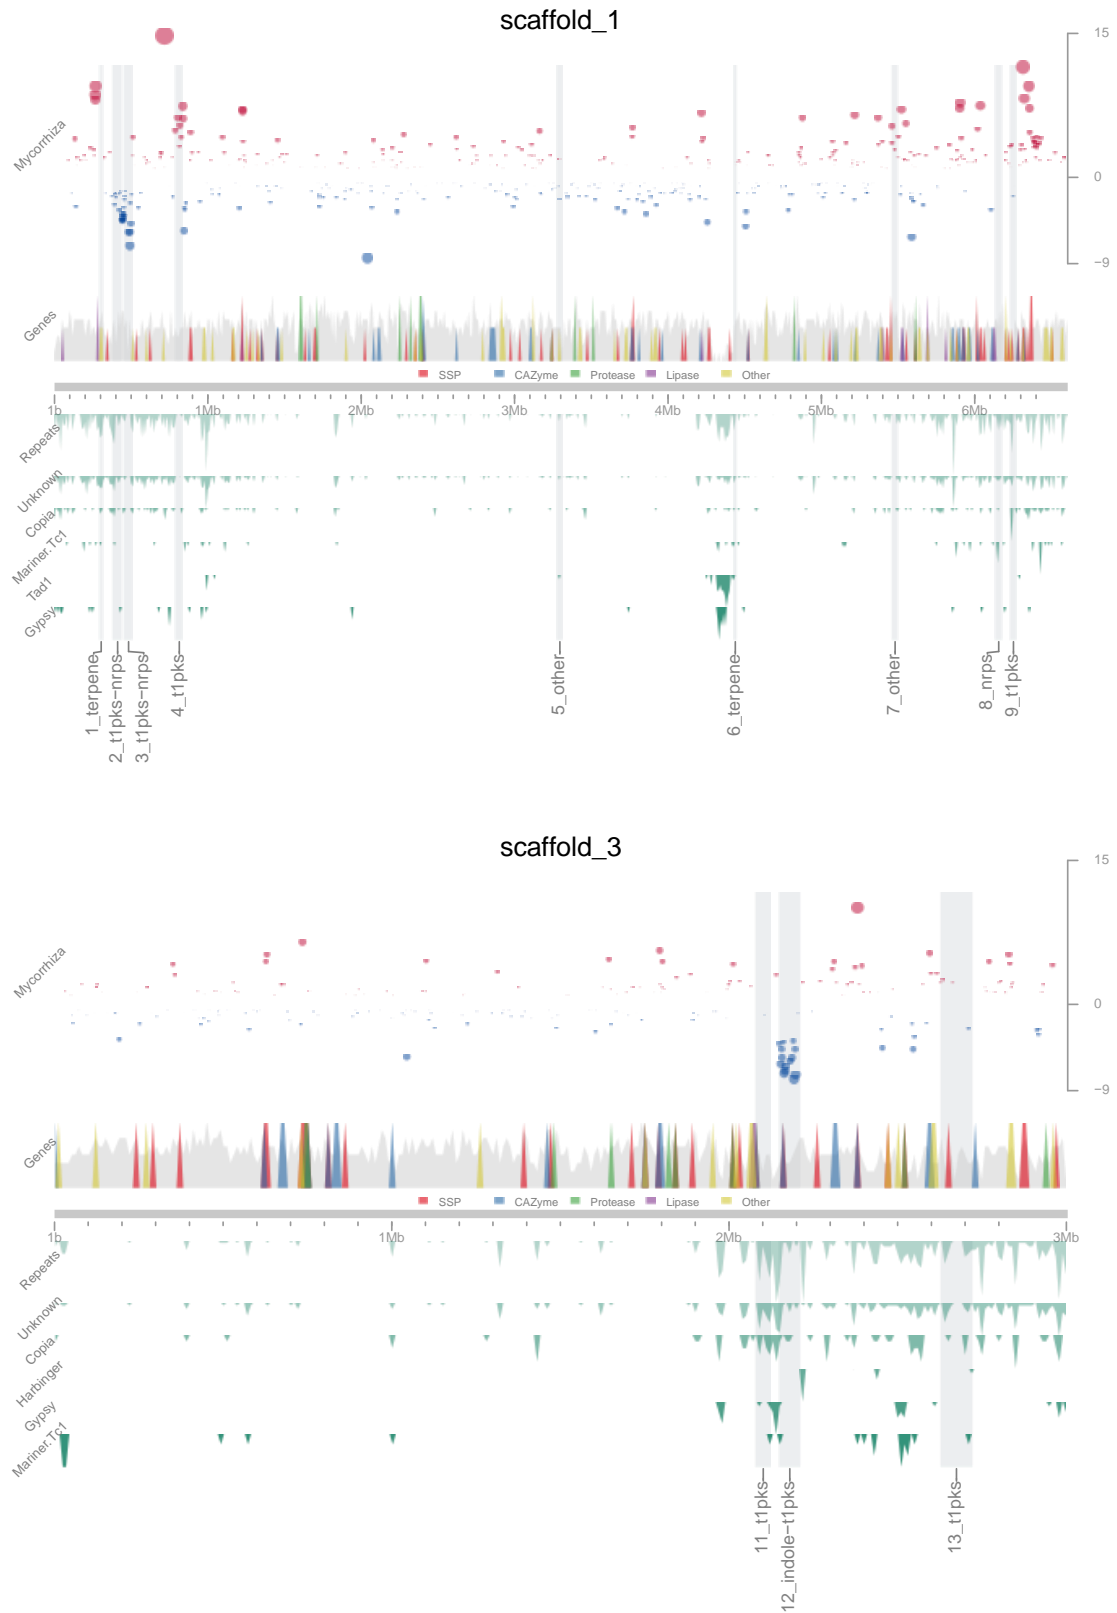 scaffold_1
15
Mycorrhiza
0
−9
Genes
SSP CAZyme Protease Lipase Other
1b 1Mb 2Mb 3Mb 4Mb 5Mb 6Mb
Repeats
Unknown
Copia
Mariner.Tc1
Tad1
Gypsy
1_terpene
2_t1pks−nrps
3_t1pks−nrps
4_t1pks
5_other
6_terpene
7_other
8_nrps
9_t1pks
scaffold_3
15
Mycorrhiza
0
−9
Genes
SSP CAZyme Protease Lipase Other
1b 1Mb 2Mb 3Mb
Repeats
Unknown
Copia
Harbinger
Gypsy
Mariner.Tc1
11_t1pks
12_indole−t1pks
13_t1pks